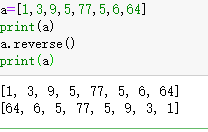 a=[1,3,9,5,77,5,6,64]
print(a)
a.reverse()
print(a)
[1, 3, 9, 5, 77, 5, 6, 64]
[64, 6, 5, 77, 5, 9, 3, 1]